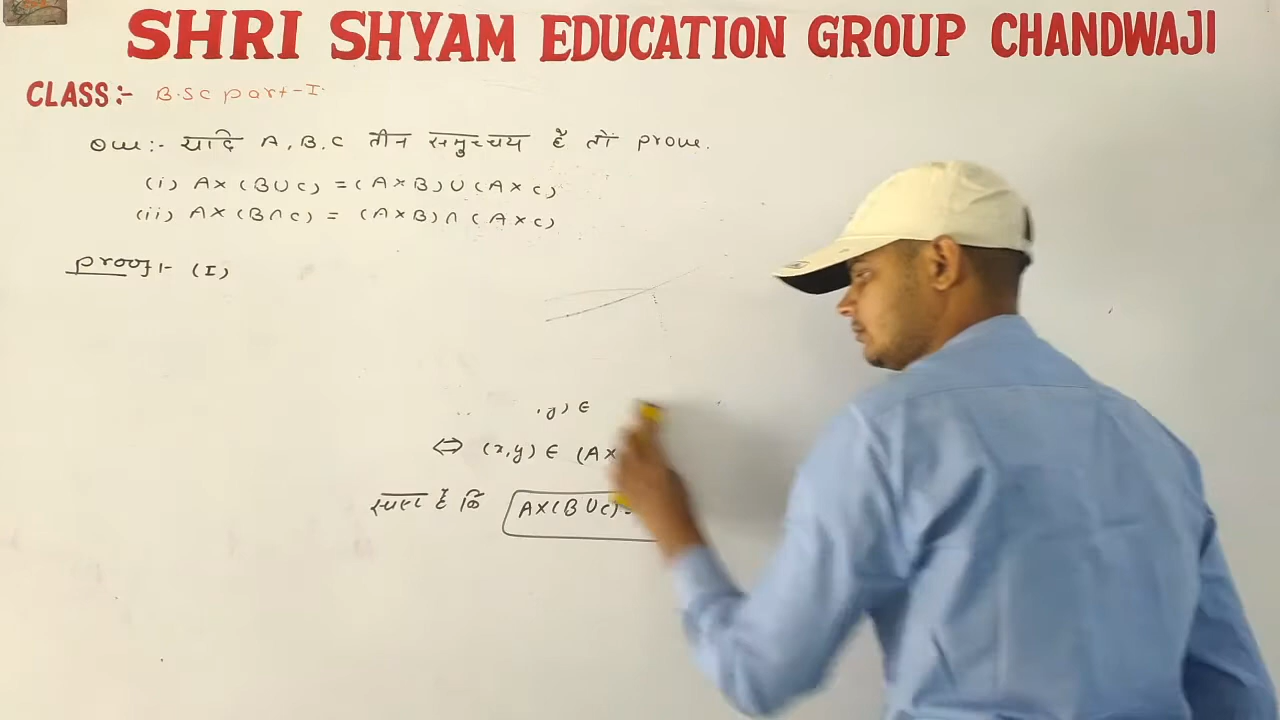 SHRI SHYAM EDUCATION GROUP CHANDWAJI
CLASS:- B.Sc part-I.
Que:- यदि A, B, C तीन समुच्चय हैं तो prove.
(i) A×(B∪C) = (A×B)∪(A×C)
(ii) A×(B∩C) = (A×B)∩(A×C)
Proof:- (I)
,y) ∈
⇔ (x,y) ∈ (A×
स्पष्ट है कि A×(B∪C)=